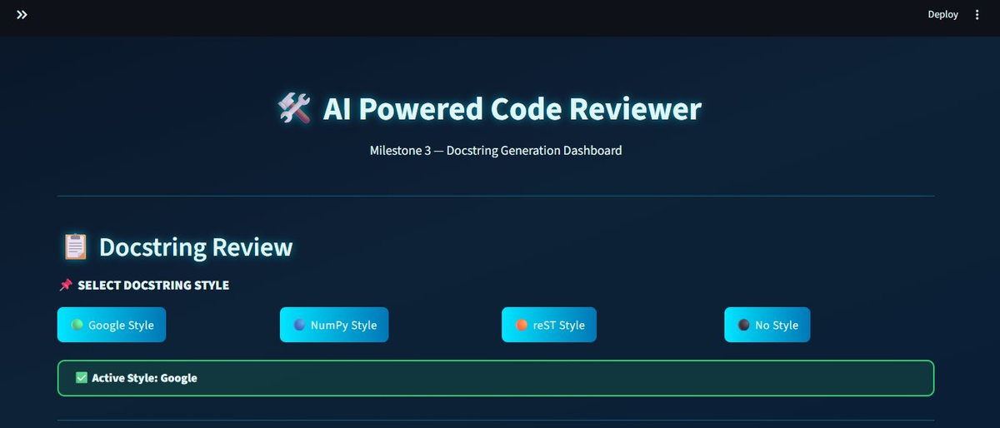 Deploy
AI Powered Code Reviewer
Milestone 3 — Docstring Generation Dashboard
Docstring Review
SELECT DOCSTRING STYLE
Google Style
NumPy Style
reST Style
No Style
Active Style: Google